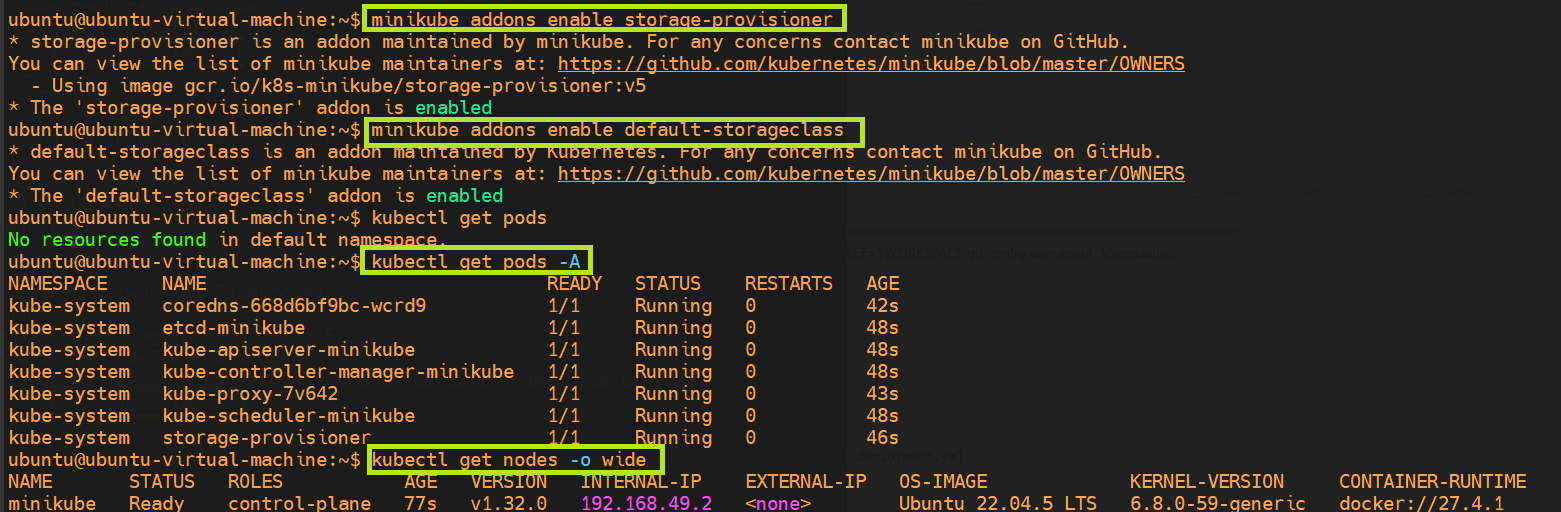 ubuntu@ubuntu-virtual-machine:~$ minikube addons enable storage-provisioner
* storage-provisioner is an addon maintained by minikube. For any concerns contact minikube on GitHub.
You can view the list of minikube maintainers at: https://github.com/kubernetes/minikube/blob/master/OWNERS
  - Using image gcr.io/k8s-minikube/storage-provisioner:v5
* The 'storage-provisioner' addon is enabled
ubuntu@ubuntu-virtual-machine:~$ minikube addons enable default-storageclass
* default-storageclass is an addon maintained by Kubernetes. For any concerns contact minikube on GitHub.
You can view the list of minikube maintainers at: https://github.com/kubernetes/minikube/blob/master/OWNERS
* The 'default-storageclass' addon is enabled
ubuntu@ubuntu-virtual-machine:~$ kubectl get pods
No resources found in default namespace.
ubuntu@ubuntu-virtual-machine:~$ kubectl get pods -A
NAMESPACE     NAME                               READY   STATUS    RESTARTS   AGE
kube-system   coredns-668d6bf9bc-wcrd9           1/1     Running   0          42s
kube-system   etcd-minikube                      1/1     Running   0          48s
kube-system   kube-apiserver-minikube            1/1     Running   0          48s
kube-system   kube-controller-manager-minikube   1/1     Running   0          48s
kube-system   kube-proxy-7v642                   1/1     Running   0          43s
kube-system   kube-scheduler-minikube            1/1     Running   0          48s
kube-system   storage-provisioner                1/1     Running   0          46s
ubuntu@ubuntu-virtual-machine:~$ kubectl get nodes -o wide
NAME       STATUS   ROLES           AGE   VERSION   INTERNAL-IP    EXTERNAL-IP   OS-IMAGE             KERNEL-VERSION     CONTAINER-RUNTIME
minikube   Ready    control-plane   77s   v1.32.0   192.168.49.2   <none>        Ubuntu 22.04.5 LTS   6.8.0-59-generic   docker://27.4.1